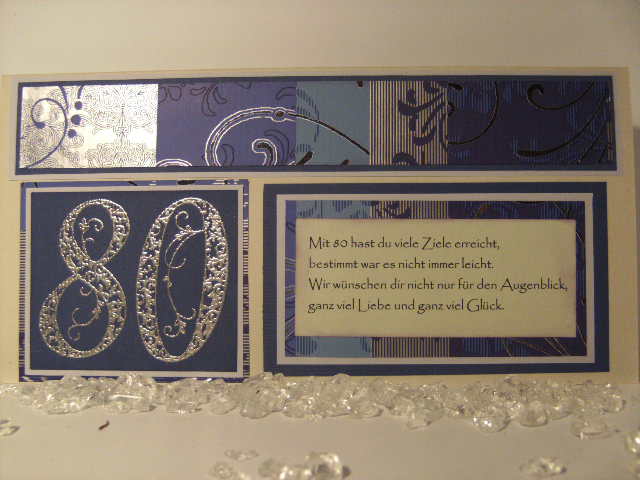 80
Mit 80 hast du viele Ziele erreicht,
bestimmt war es nicht immer leicht.
Wir wünschen dir nicht nur für den Augenblick,
ganz viel Liebe und ganz viel Glück.